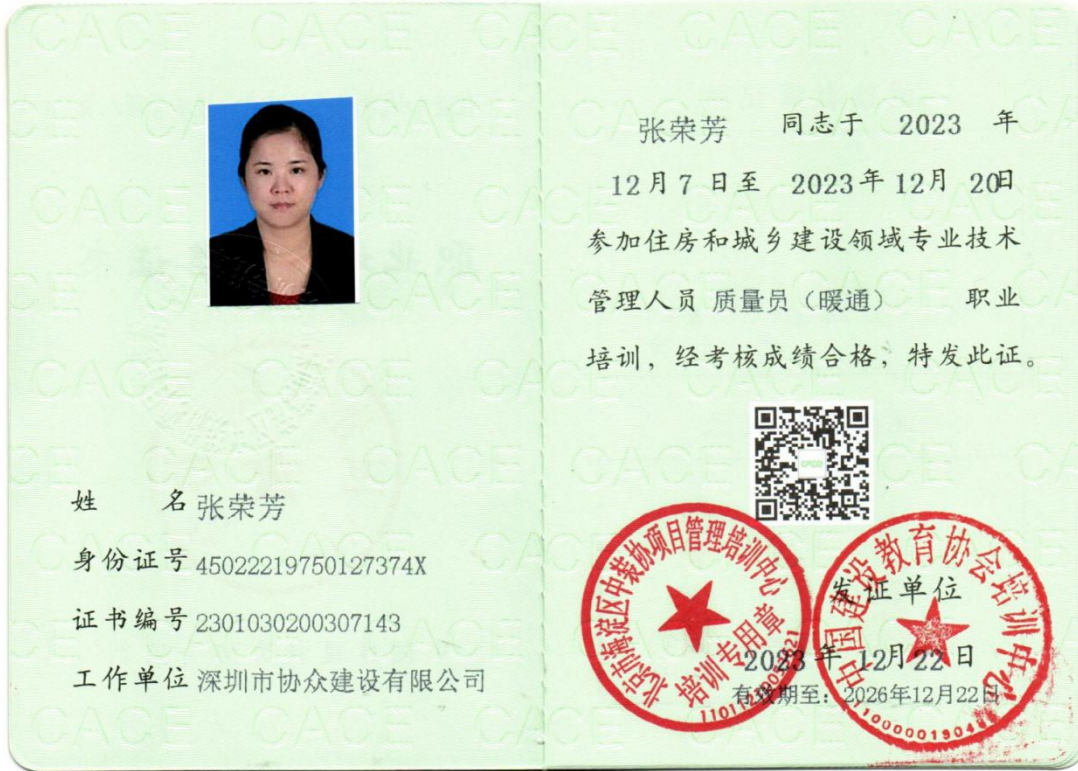 姓 名 张荣芳
身份证号 45022219750127374X
证书编号 2301030200307143
工作单位 深圳市协众建设有限公司
张荣芳 同志于 2023 年
12月7日至 2023年12月 20日
参加住房和城乡建设领域专业技术
管理人员 质量员（暖通） 职业
培训，经考核成绩合格，特发此证。
北京市海淀区中装协项目管理培训中心
培训专用章
中国建设教育协会培训中心
发证单位
2023年 12月22日
有效期至：2026年12月22日
CACE